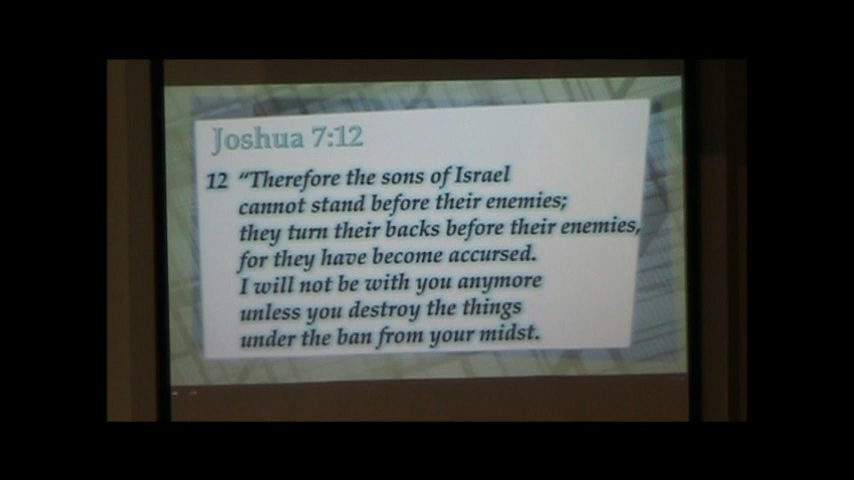 Joshua 7:12
12 “Therefore the sons of Israel
cannot stand before their enemies;
they turn their backs before their enemies,
for they have become accursed.
I will not be with you anymore
unless you destroy the things
under the ban from your midst.